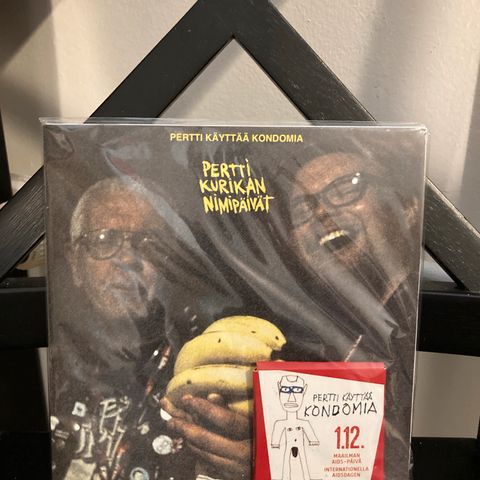 PERTTI KÄYTTÄÄ KONDOMIA
PERTTI
KURIKAN
NIMIPÄIVÄT
PERTTI KÄYTTÄÄ
KONDOMIA
1.12.
MAAILMAN
AIDS-PÄIVÄ
INTERNATIONELLA
AIDSDAGEN